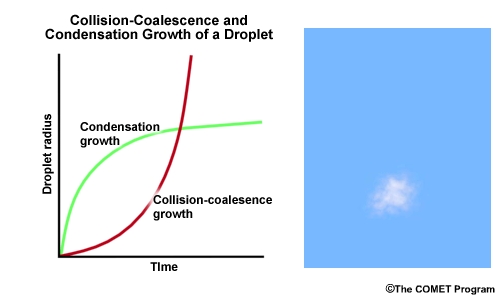 Collision-Coalescence and
Condensation Growth of a Droplet
Droplet radius
Condensation
growth
Collision-coalesence
growth
TIme
©The COMET Program